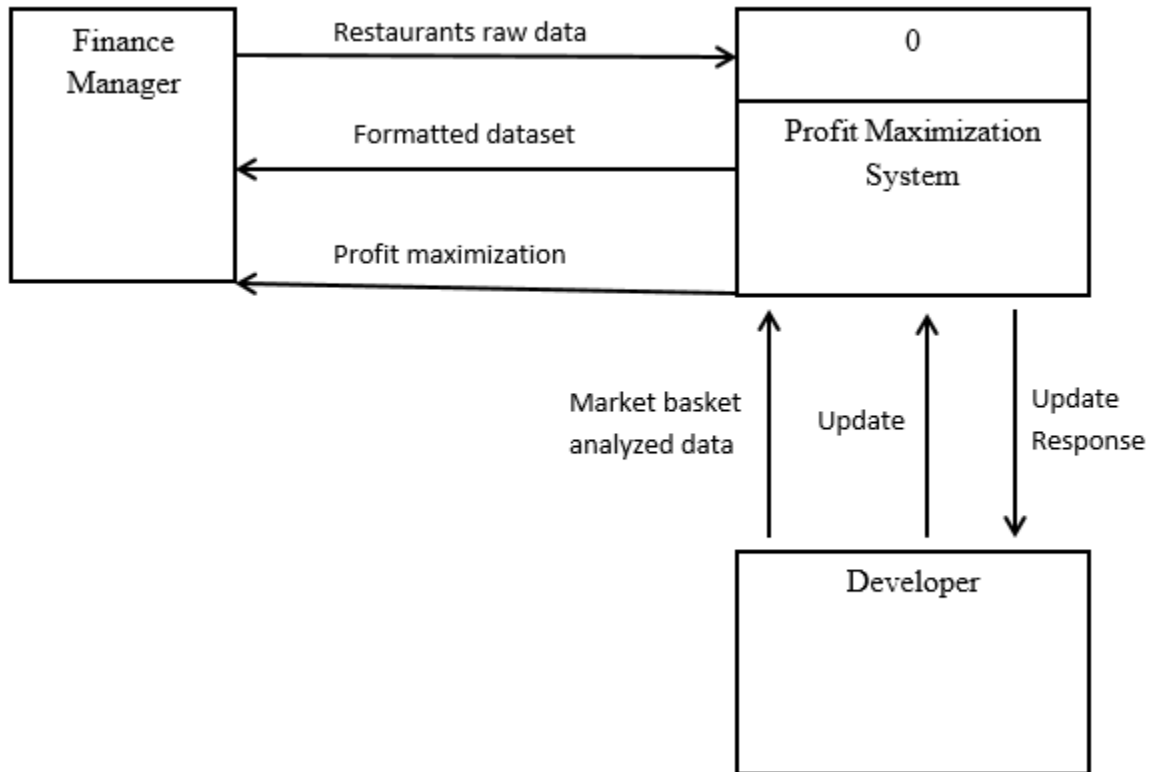 Finance
Manager
Restaurants raw data
0
Formatted dataset
Profit Maximization
System
Profit maximization
Market basket
analyzed data
Update
Update
Response
Developer